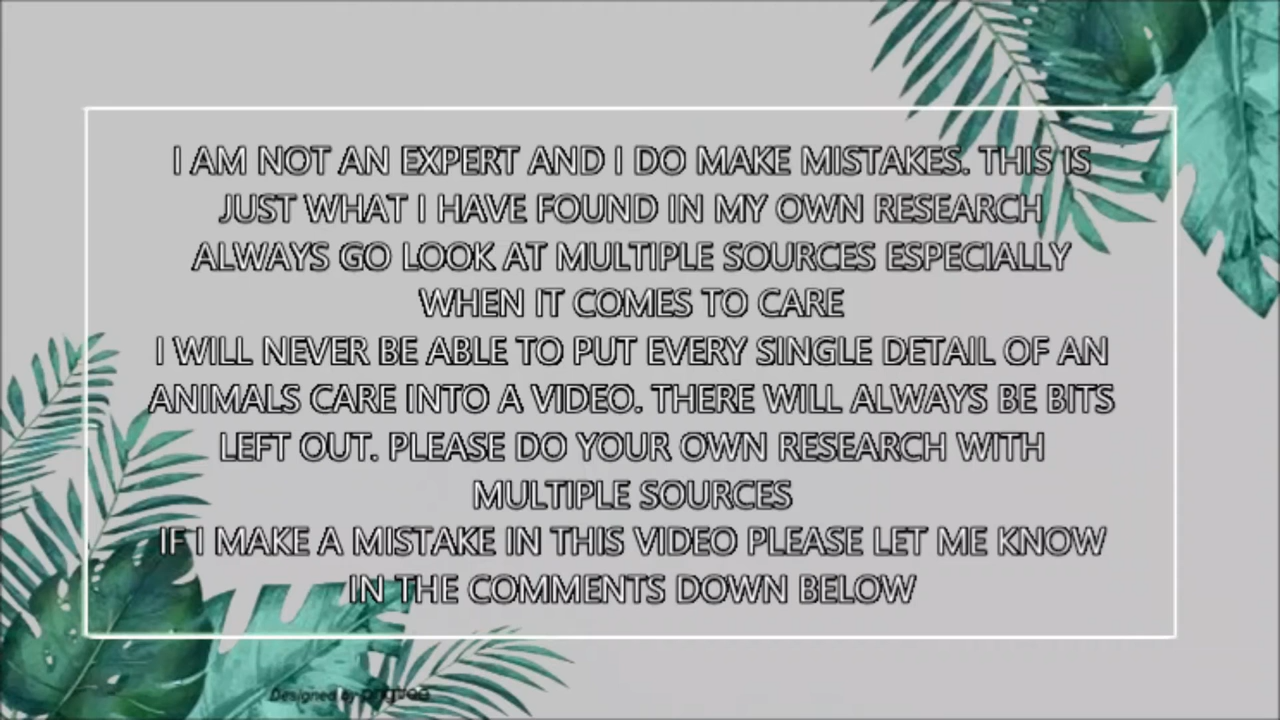 I AM NOT AN EXPERT AND I DO MAKE MISTAKES. THIS IS
JUST WHAT I HAVE FOUND IN MY OWN RESEARCH
ALWAYS GO LOOK AT MULTIPLE SOURCES ESPECIALLY
WHEN IT COMES TO CARE
I WILL NEVER BE ABLE TO PUT EVERY SINGLE DETAIL OF AN
ANIMALS CARE INTO A VIDEO. THERE WILL ALWAYS BE BITS
LEFT OUT. PLEASE DO YOUR OWN RESEARCH WITH
MULTIPLE SOURCES
IF I MAKE A MISTAKE IN THIS VIDEO PLEASE LET ME KNOW
IN THE COMMENTS DOWN BELOW
Designed by pngtree